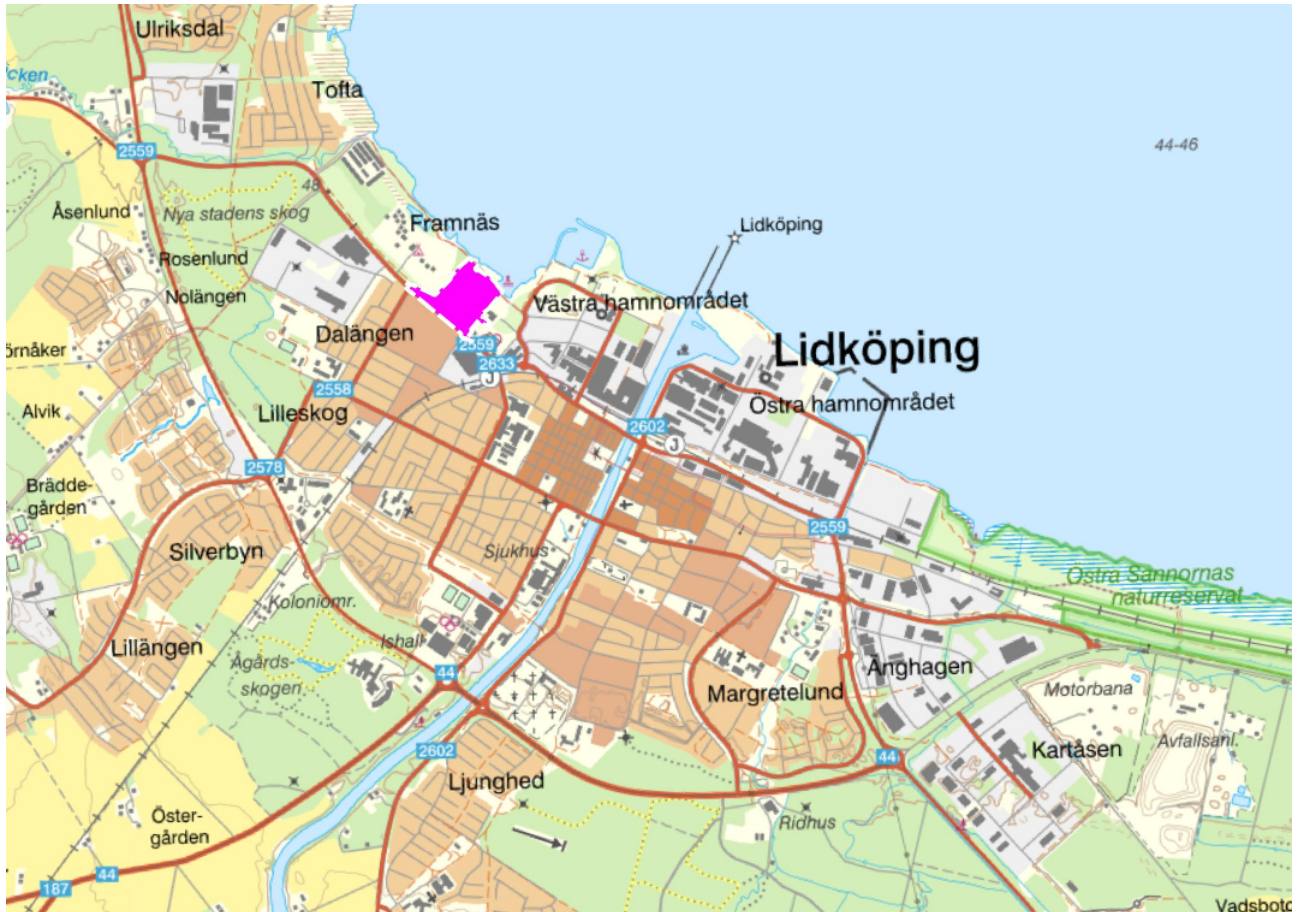 Ulriksdal
Tofta
2559
44-46
48
Nya stadens skog
Åsenlund
Framnäs
Lidköping
Rosenlund
Nolängen
Västra hamnområdet
Dalängen
2559
2633
J
Lidköping
2558
Alvik
Lilleskog
Östra hamnområdet
2602
J
2578
Brädde-
gården
2559
Silverbyn
Sjukhus
Östra Sannornas
naturreservat
Koloniomr.
Lillängen
Ishall
Ågårds-
skogen
Änghagen
44
Margretelund
Motorbana
Kartåsen
Avfallsanl.
2602
44
Ljunghed
Öster-
gården
Ridhus
44
187